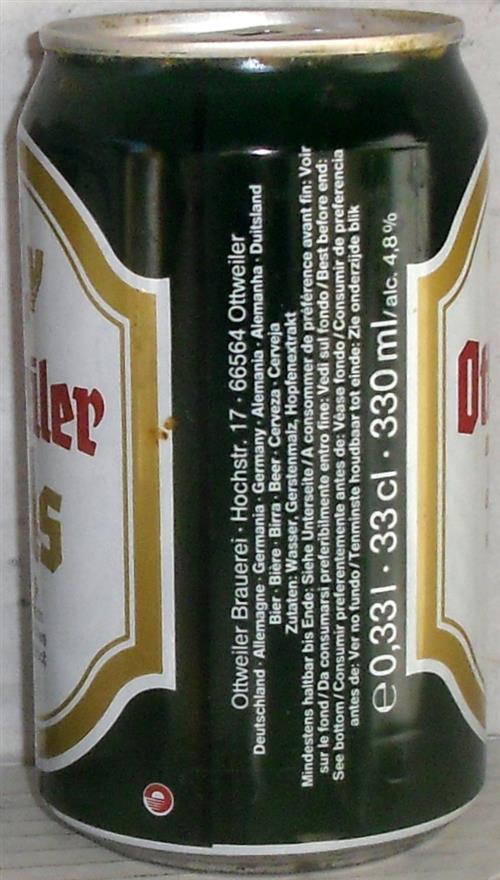 iler
s
Ottweiler Brauerei · Hochstr. 17 · 66564 Ottweiler
Deutschland · Allemagne · Germania · Germany · Alemania · Alemanha · Duitsland
Bier · Bière · Birra · Beer · Cerveza · Cerveja
Zutaten: Wasser, Gerstenmalz, Hopfenextrakt
Mindestens haltbar bis Ende: Siehe Unterseite/A consommer de préférence avant fin: Voir
sur le fond/Da consumarsi preferibilmente entro fine: Vedi sul fondo/Best before end:
See bottom/Consumir preferentemente antes de: Véase fondo/Consumir de preferencia
antes de: Ver no fundo/Tenminste houdbaar tot einde: Zie onderzijde blik
e 0,33 l · 33 cl · 330 ml/alc. 4,8 %
Ot